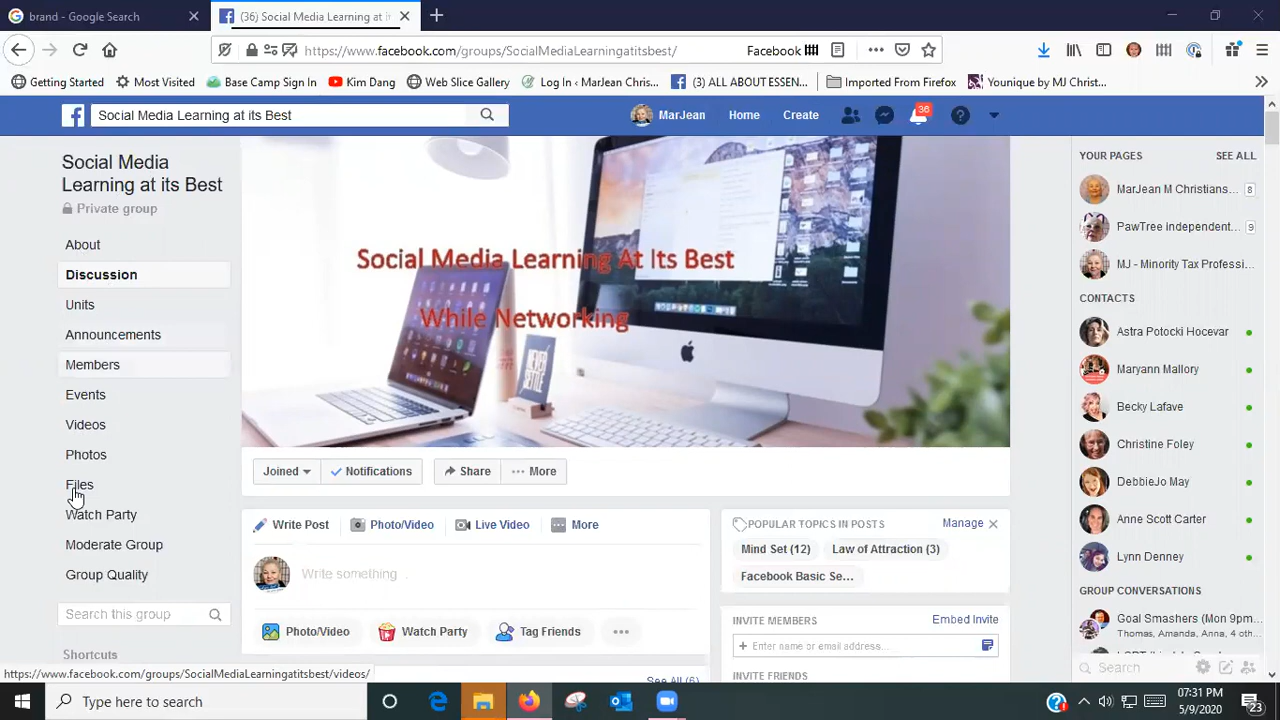 brand - Google Search
(36) Social Media Learning at it
https://www.facebook.com/groups/SocialMediaLearningatitsbest/
Facebook
Getting Started
Most Visited
Base Camp Sign In
Kim Dang
Web Slice Gallery
Log In ‹ MarJean Chris...
(3) ALL ABOUT ESSEN...
Imported From Firefox
Younique by MJ Christ...
Social Media Learning at its Best
MarJean
Home
Create
36
Social Media
Learning at its Best
Private group
About
Discussion
Units
Announcements
Members
Events
Videos
Photos
Files
Watch Party
Moderate Group
Group Quality
Search this group
Shortcuts
Social Media Learning At Its Best
While Networking
NEVER
SETTLE
Joined
Notifications
Share
More
Write Post
Photo/Video
Live Video
More
Write something
Photo/Video
Watch Party
Tag Friends
See All (6)
POPULAR TOPICS IN POSTS
Manage
Mind Set (12)
Law of Attraction (3)
Facebook Basic Se...
INVITE MEMBERS
Embed Invite
Enter name or email address...
INVITE FRIENDS
YOUR PAGES
SEE ALL
MarJean M Christians...
8
PawTree Independent...
9
MJ - Minority Tax Professi...
CONTACTS
Astra Potocki Hocevar
Maryann Mallory
Becky Lafave
Christine Foley
DebbieJo May
Anne Scott Carter
Lynn Denney
GROUP CONVERSATIONS
Goal Smashers (Mon 9pm...
Thomas, Amanda, Anna, 4 oth...
Search
https://www.facebook.com/groups/SocialMediaLearningatitsbest/videos/
Type here to search
07:31 PM
5/9/2020
23